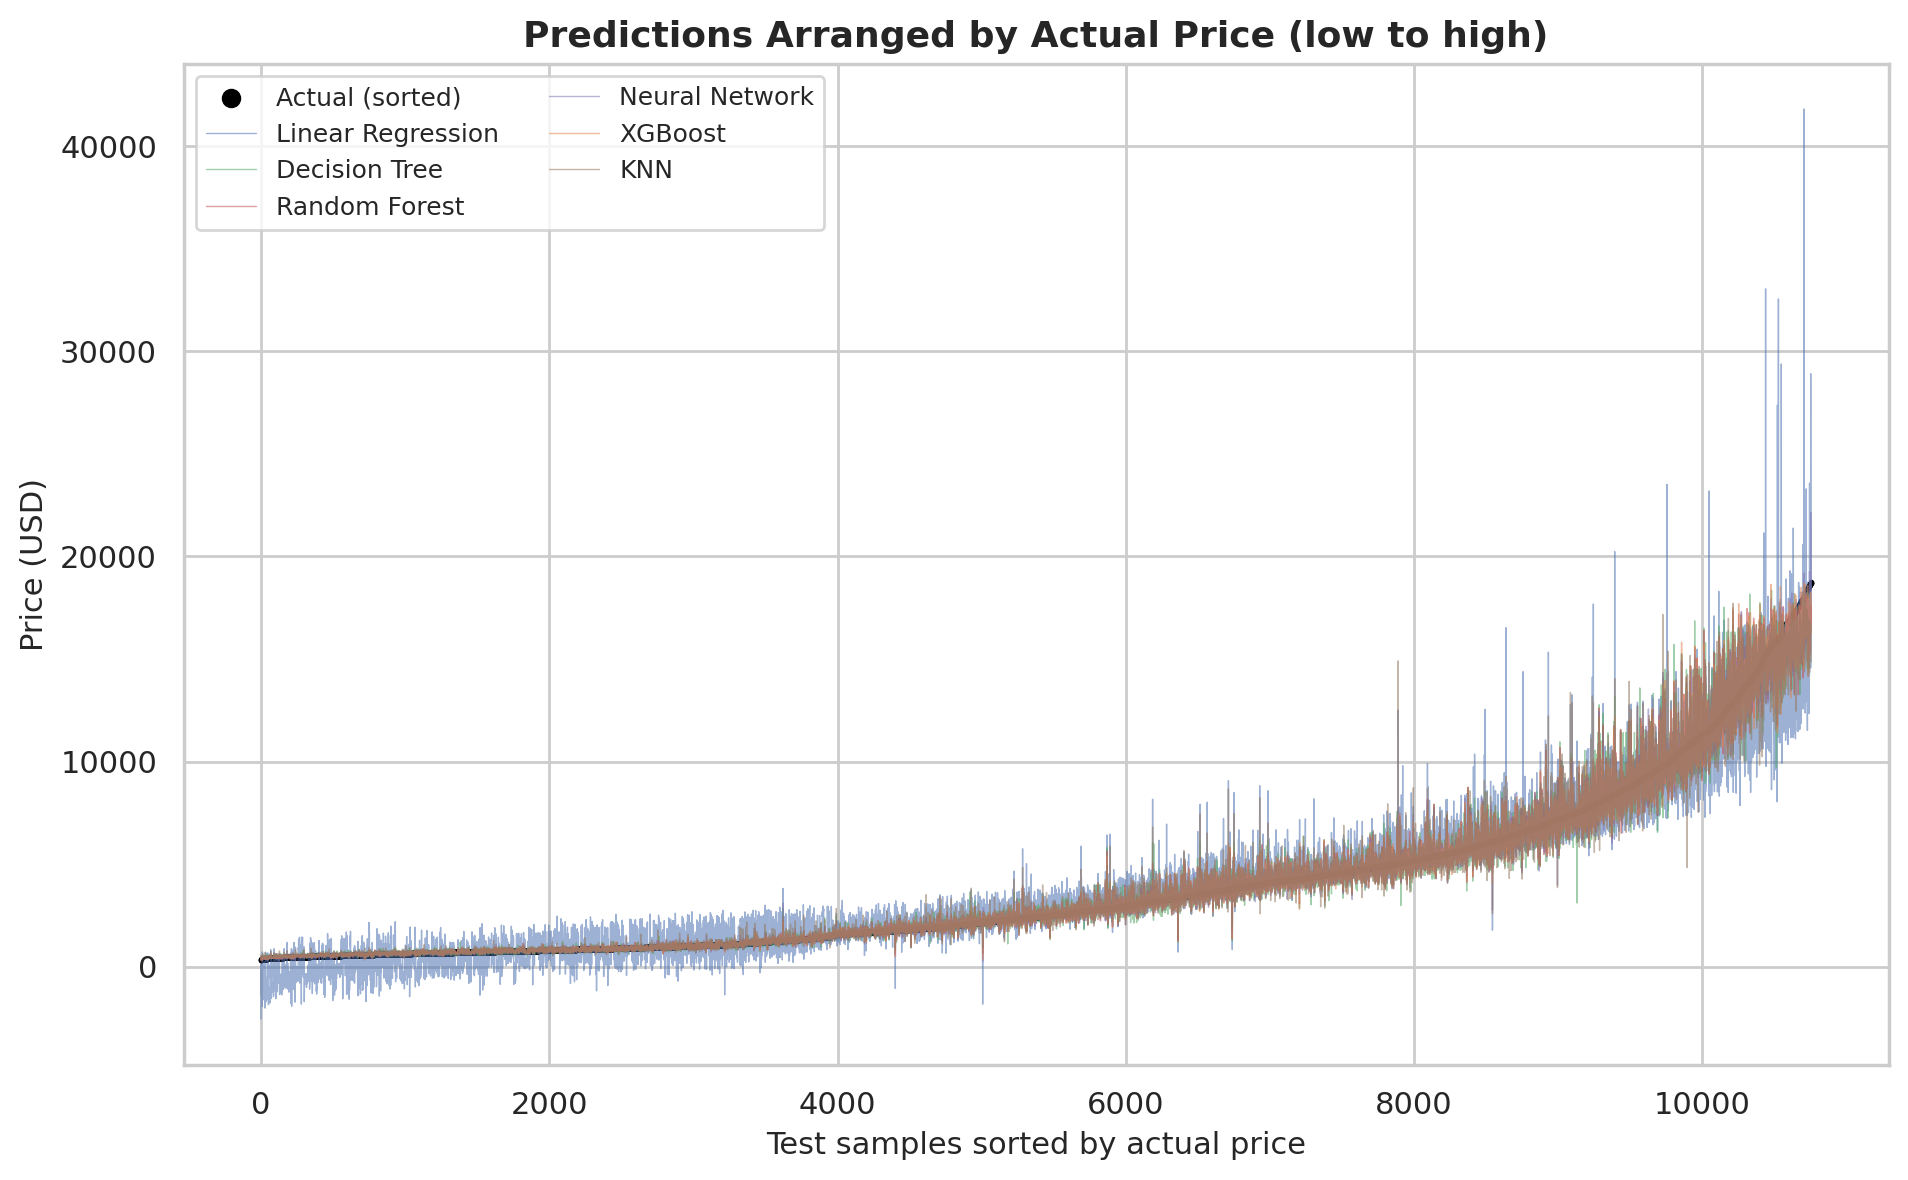 Predictions Arranged by Actual Price (low to high)
Actual (sorted)
Linear Regression
Decision Tree
Random Forest
Neural Network
XGBoost
KNN
Price (USD)
40000
30000
20000
10000
0
0 2000 4000 6000 8000 10000
Test samples sorted by actual price